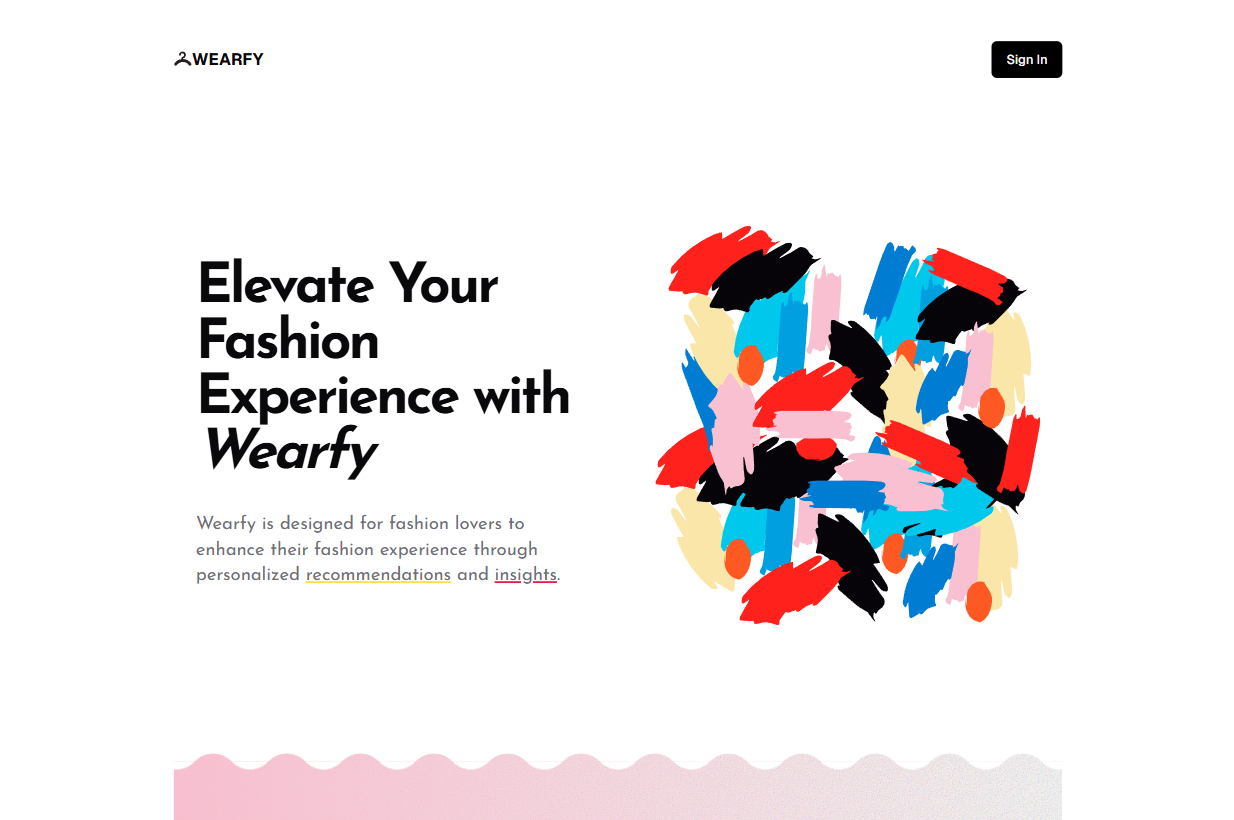 WEARFY
Sign In
Elevate Your
Fashion
Experience with
Wearfy
Wearfy is designed for fashion lovers to
enhance their fashion experience through
personalized recommendations and insights.